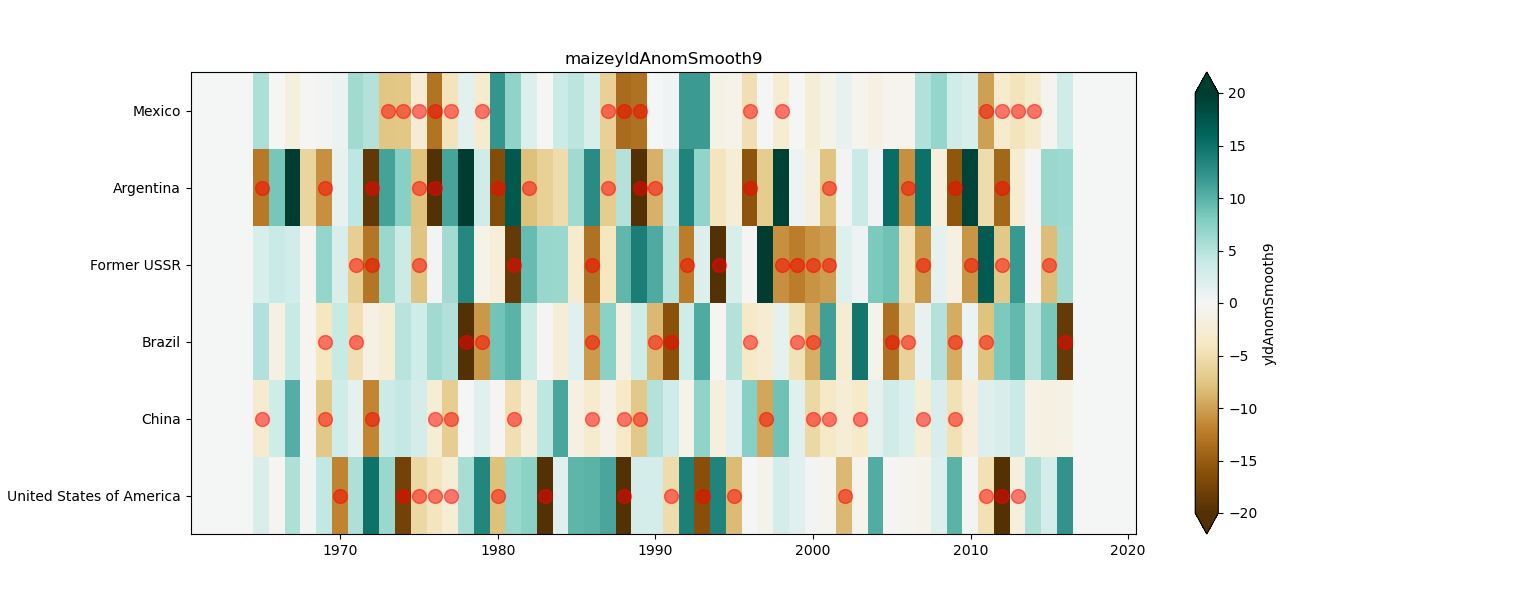 maizeyldAnomSmooth9
Mexico
Argentina
Former USSR
Brazil
China
United States of America
1970
1980
1990
2000
2010
2020
20
15
10
5
0
−5
−10
−15
−20
yldAnomSmooth9